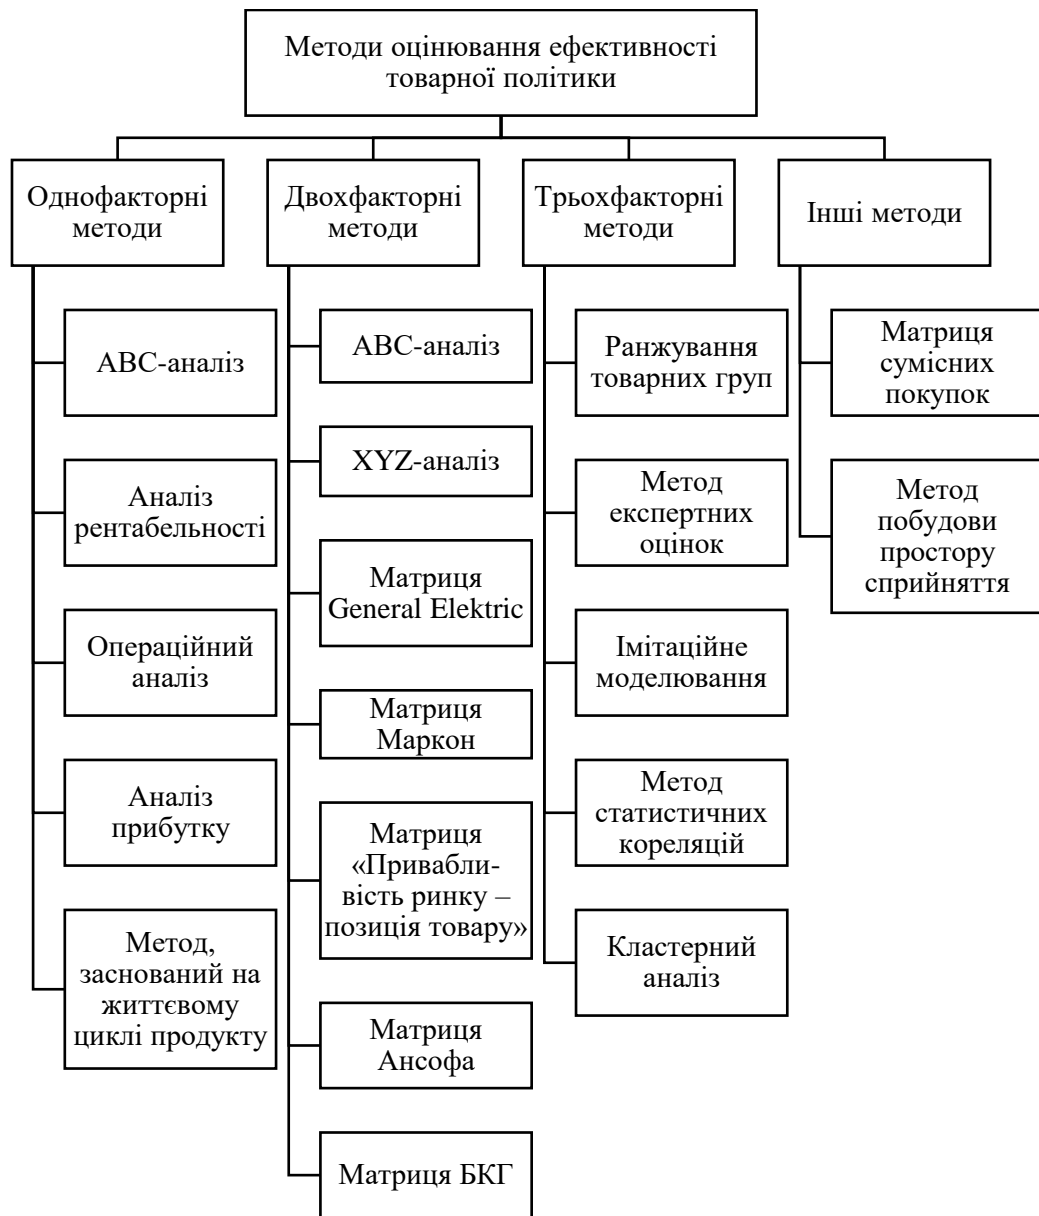 Методи оцінювання ефективності
товарної політики
Однофакторні
методи
АВС-аналіз
Аналіз
рентабельності
Операційний
аналіз
Аналіз
прибутку
Метод,
заснований на
життєвому
циклі продукту
Двохфакторні
методи
АВС-аналіз
XYZ-аналіз
Матриця
General Elektric
Матриця
Маркон
Матриця
«Привабли-
вість ринку –
позиція товару»
Матриця
Ансофа
Матриця БКГ
Трьохфакторні
методи
Ранжування
товарних груп
Метод
експертних
оцінок
Імітаційне
моделювання
Метод
статистичних
кореляцій
Кластерний
аналіз
Інші методи
Матриця
сумісних
покупок
Метод
побудови
простору
сприйняття